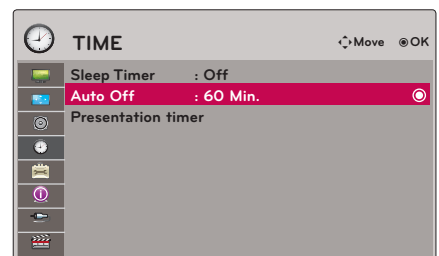 TIME
Move OK
Sleep Timer : Off
Auto Off : 60 Min.
Presentation timer